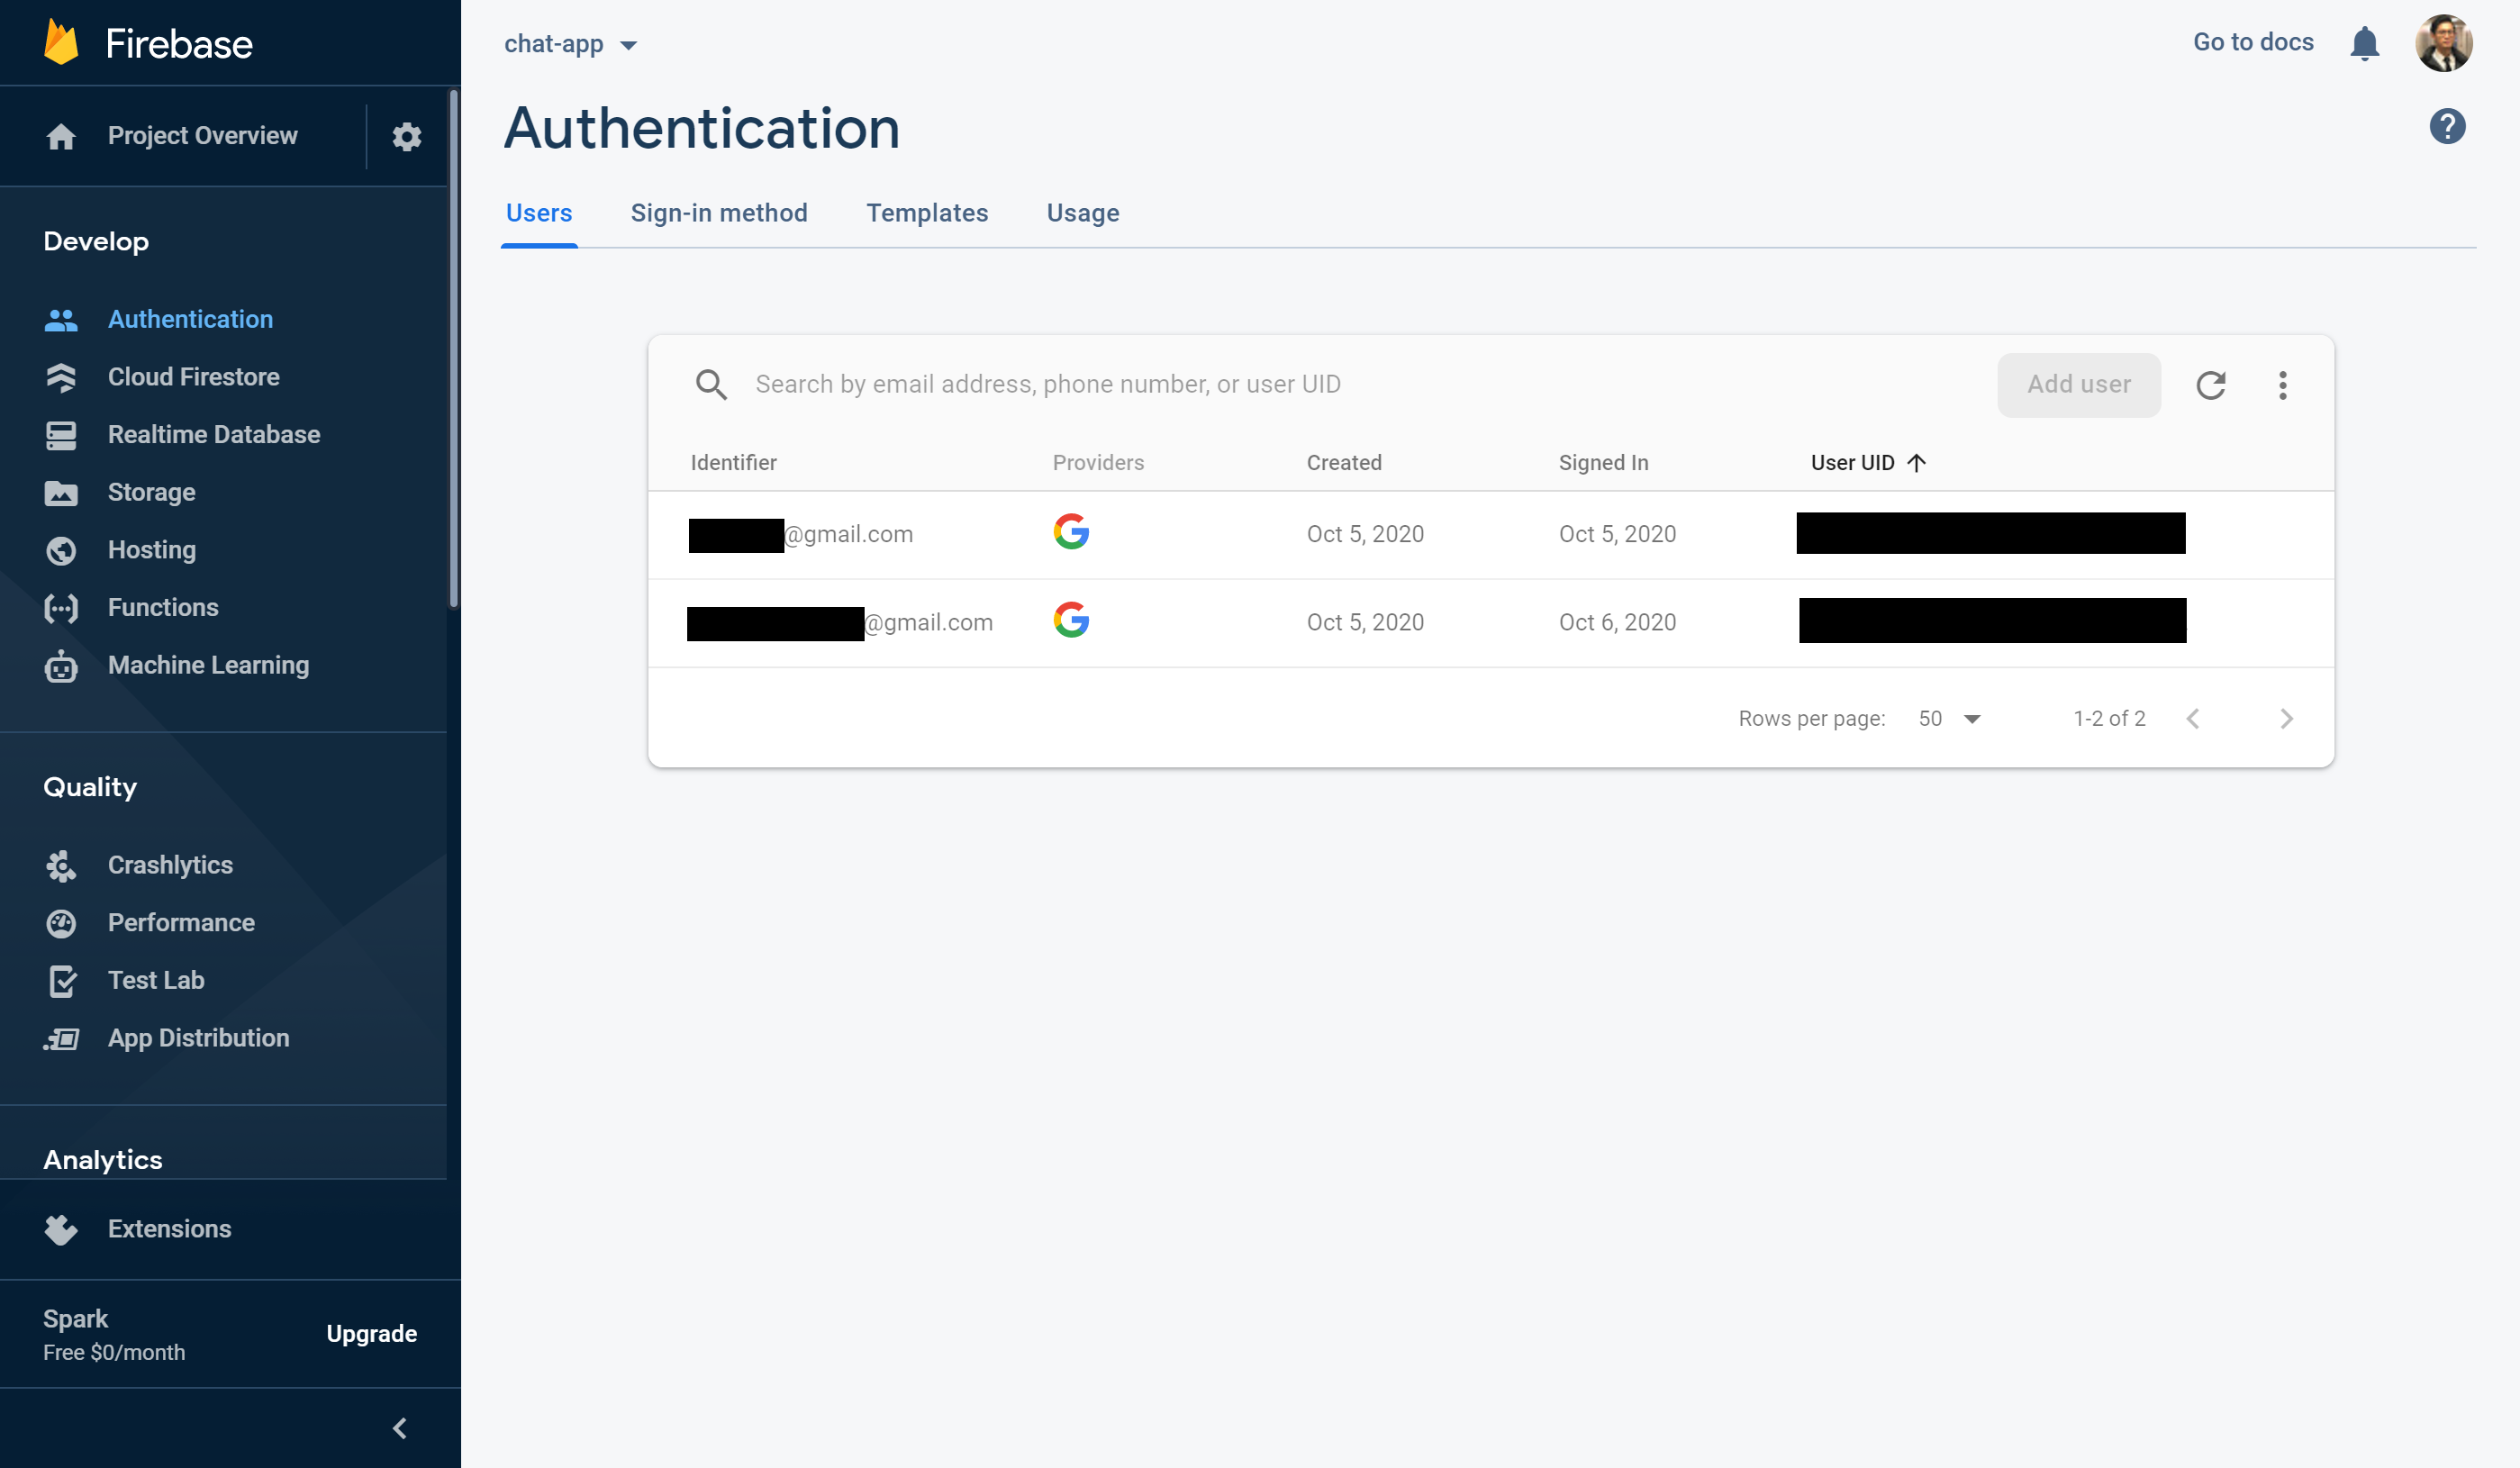 Firebase
Project Overview
Develop
Authentication
Cloud Firestore
Realtime Database
Storage
Hosting
Functions
Machine Learning
Quality
Crashlytics
Performance
Test Lab
App Distribution
Analytics
Extensions
Spark
Free $0/month
Upgrade
chat-app
Go to docs
Authentication
Users Sign-in method Templates Usage
Search by email address, phone number, or user UID Add user
Identifier Providers Created Signed In User UID
@gmail.com Oct 5, 2020 Oct 5, 2020
@gmail.com Oct 5, 2020 Oct 6, 2020
Rows per page: 50 1-2 of 2